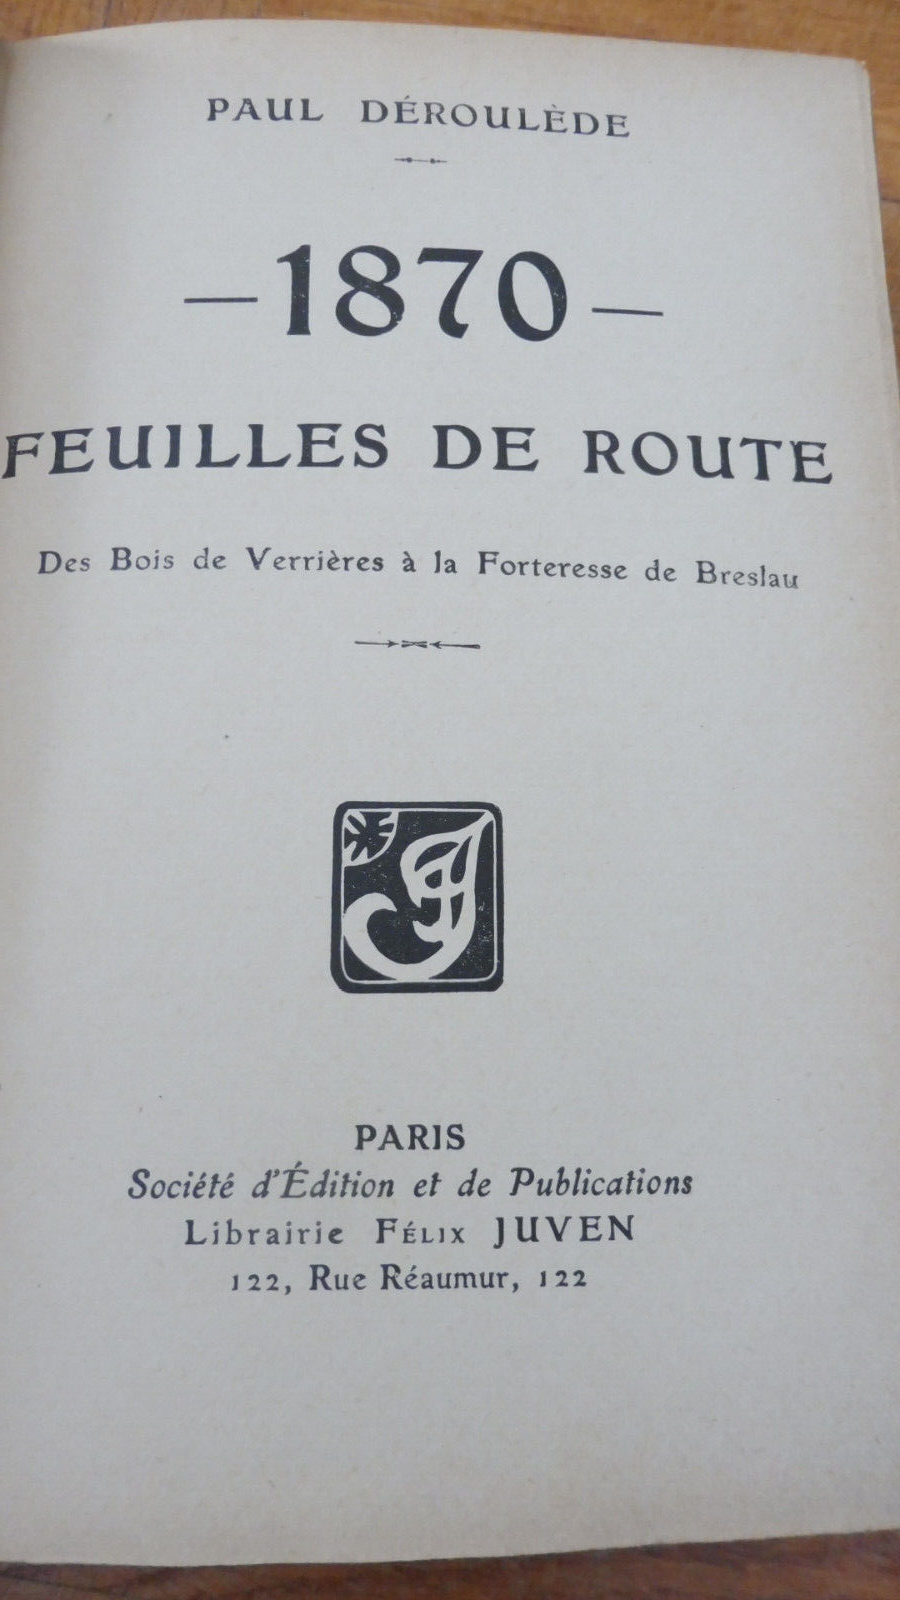 PAUL DÉROULÈDE
— 1870 —
FEUILLES DE ROUTE
Des Bois de Verrières à la Forteresse de Breslau
PARIS
Société d'Édition et de Publications
Librairie FÉLIX JUVEN
122, Rue Réaumur, 122